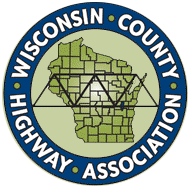 WISCONSIN · COUNTY
HIGHWAY · ASSOCIATION